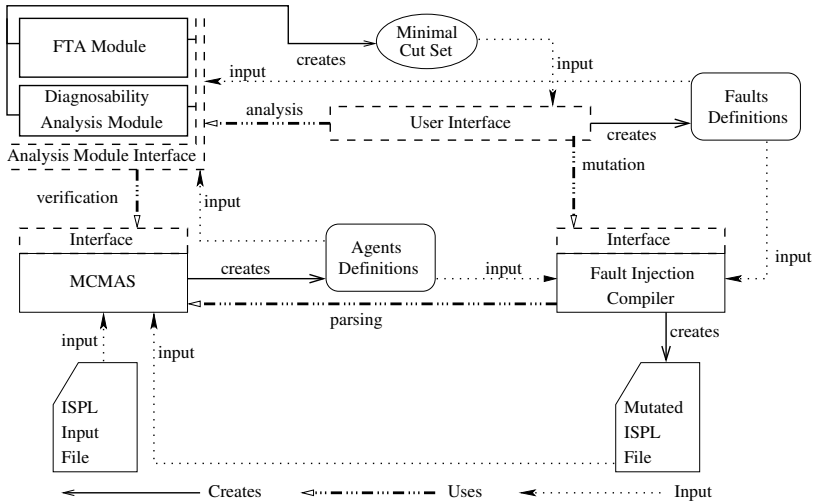 FTA Module
creates
Minimal
Cut Set
input
input
Diagnosability
Analysis Module
analysis
User Interface
creates
Faults
Definitions
Analysis Module Interface
mutation
verification
input
Interface
MCMAS
creates
Agents
Definitions
input
Interface
Fault Injection
Compiler
input
parsing
input
input
creates
ISPL
Input
File
Mutated
ISPL
File
Creates
Uses
Input